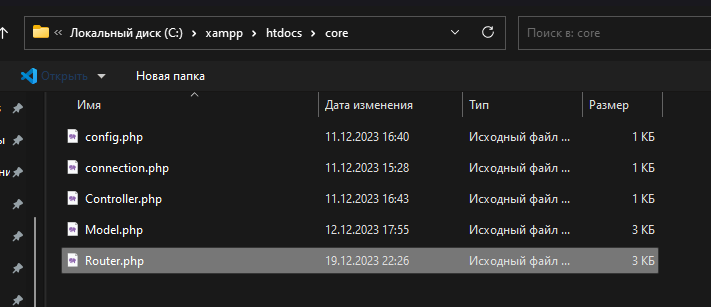 « Локальный диск (C:) › xampp › htdocs › core
Поиск в: core
Открыть Новая папка
Имя Дата изменения Тип Размер
config.php 11.12.2023 16:40 Исходный файл ... 1 КБ
connection.php 11.12.2023 15:28 Исходный файл ... 1 КБ
Controller.php 11.12.2023 16:43 Исходный файл ... 1 КБ
Model.php 12.12.2023 17:55 Исходный файл ... 3 КБ
Router.php 19.12.2023 22:26 Исходный файл ... 3 КБ